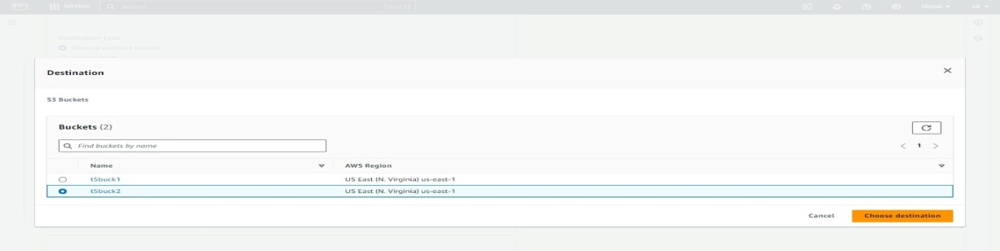 aws Services Search [Alt+S] Global
Destination type
General purpose bucket
Destination
S3 Buckets
Buckets (2)
Find buckets by name
1
Name AWS Region
t5buck1 US East (N. Virginia) us-east-1
t5buck2 US East (N. Virginia) us-east-1
Cancel Choose destination